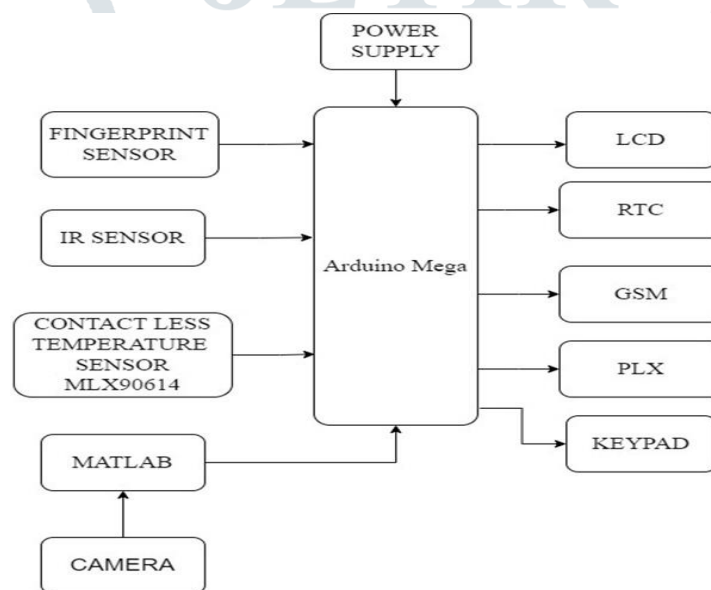 POWER
SUPPLY
FINGERPRINT
SENSOR
IR SENSOR
CONTACT LESS
TEMPERATURE
SENSOR
MLX90614
MATLAB
CAMERA
Arduino Mega
LCD
RTC
GSM
PLX
KEYPAD